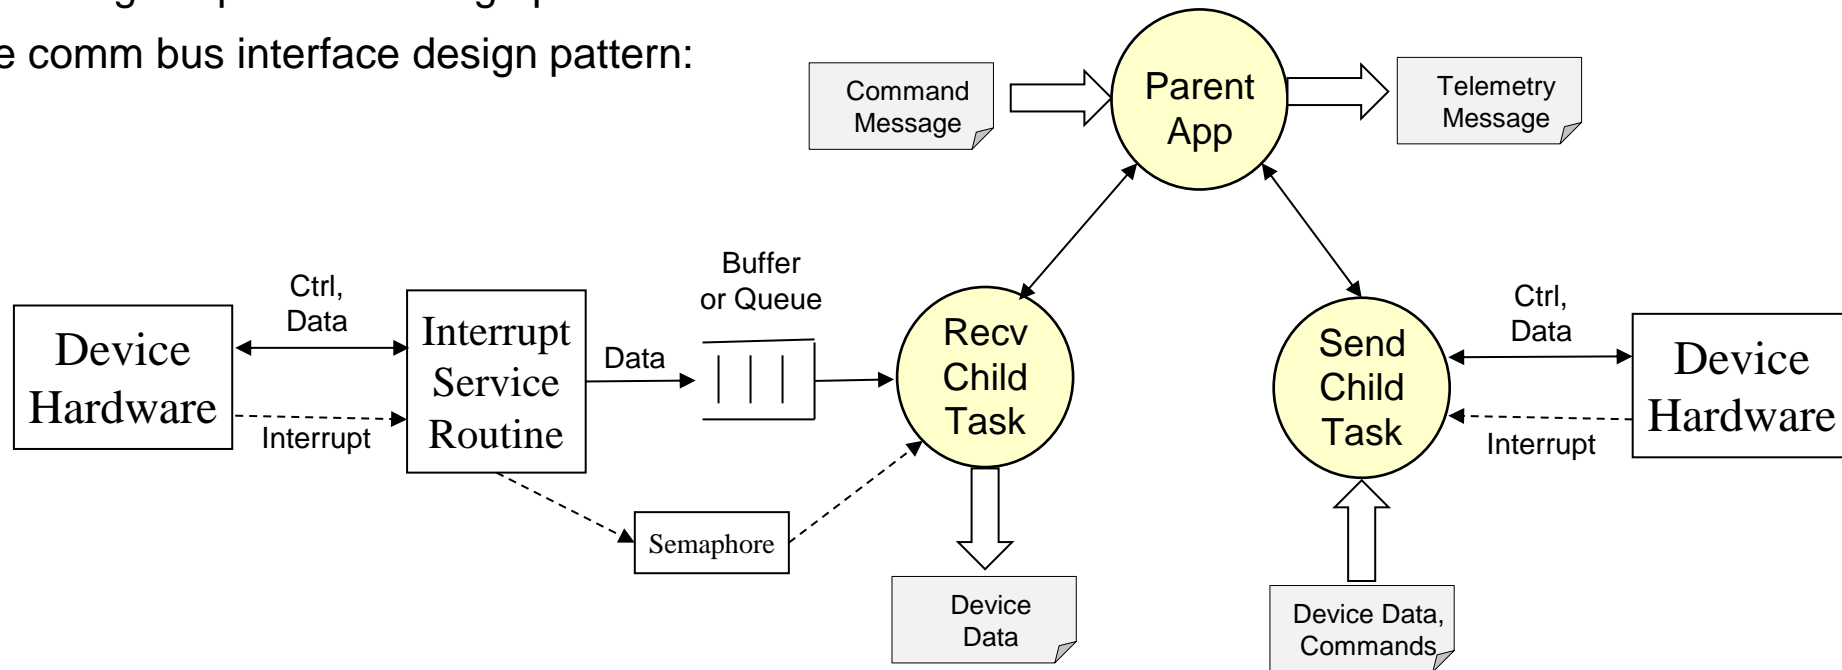 e comm bus interface design pattern:
Command
Message
Parent
App
Telemetry
Message
Buffer
or Queue
Ctrl,
Data
Device
Hardware
Interrupt
Interrupt
Service
Routine
Data
Recv
Child
Task
Semaphore
Device
Data
Send
Child
Task
Ctrl,
Data
Interrupt
Device
Hardware
Device Data,
Commands